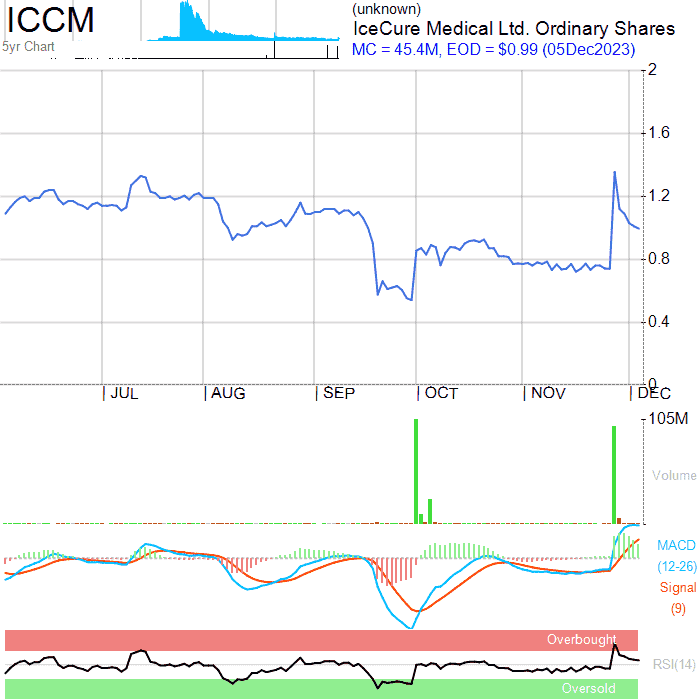 ICCM
5yr Chart
(unknown)
IceCure Medical Ltd. Ordinary Shares
MC = 45.4M, EOD = $0.99 (05Dec2023)
2
1.6
1.2
0.8
0.4
0
JUL
AUG
SEP
OCT
NOV
DEC
105M
Volume
MACD
(12-26)
Signal
(9)
Overbought
RSI(14)
Oversold